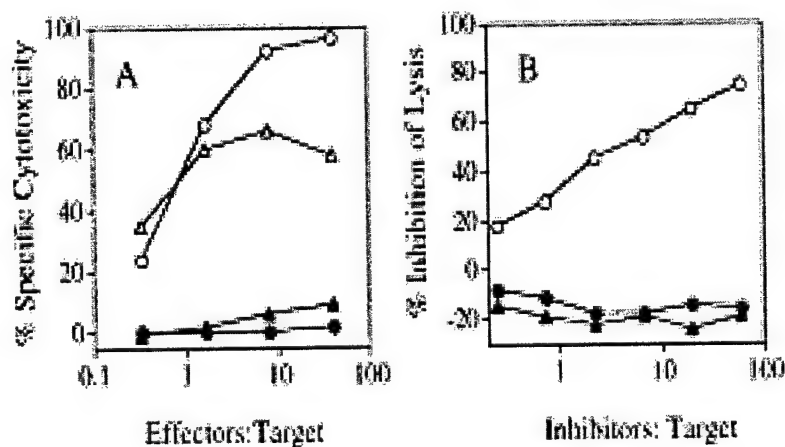 % Specific Cytotoxicity
100
80
60
40
20
0
A
0.1 1 10 100
Effectors:Target
% Inhibition of Lysis
100
80
60
40
20
0
-20
B
1 10 100
Inhibitors: Target